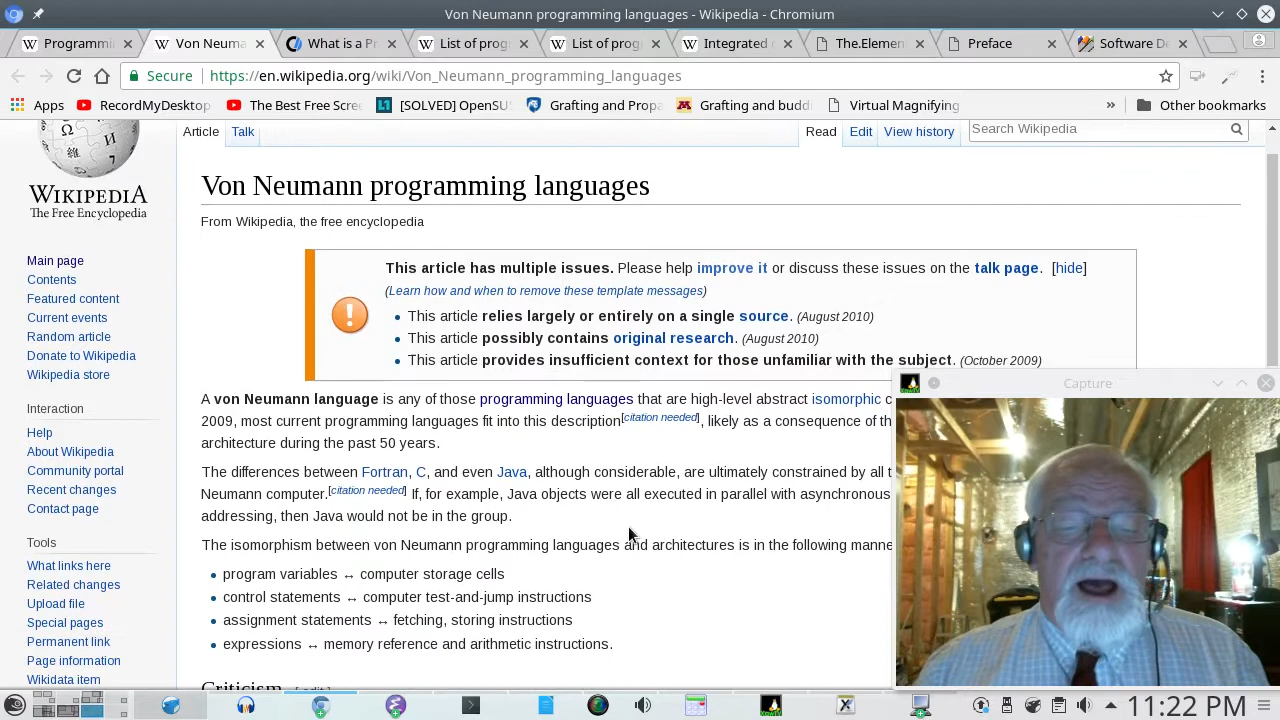 Von Neumann programming languages - Wikipedia - Chromium
Programmi
Von Neuma
What is a Pr
List of prog
List of prog
Integrated
The.Elemen
Preface
Software De
Secure
https://en.wikipedia.org/wiki/Von_Neumann_programming_languages
Apps
RecordMyDesktop
The Best Free Scre
[SOLVED] OpenSU
Grafting and Propa
Grafting and buddi
Virtual Magnifying
»
Other bookmarks
Article
Talk
Read
Edit
View history
Search Wikipedia
WIKIPEDIA
The Free Encyclopedia
Main page
Contents
Featured content
Current events
Random article
Donate to Wikipedia
Wikipedia store
Interaction
Help
About Wikipedia
Community portal
Recent changes
Contact page
Tools
What links here
Related changes
Upload file
Special pages
Permanent link
Page information
Wikidata item
Von Neumann programming languages
From Wikipedia, the free encyclopedia
This article has multiple issues. Please help improve it or discuss these issues on the talk page. [hide]
(Learn how and when to remove these template messages)
• This article relies largely or entirely on a single source. (August 2010)
• This article possibly contains original research. (August 2010)
• This article provides insufficient context for those unfamiliar with the subject. (October 2009)
A von Neumann language is any of those programming languages that are high-level abstract isomorphic c
2009, most current programming languages fit into this description[citation needed], likely as a consequence of th
architecture during the past 50 years.
The differences between Fortran, C, and even Java, although considerable, are ultimately constrained by all t
Neumann computer.[citation needed] If, for example, Java objects were all executed in parallel with asynchronous
addressing, then Java would not be in the group.
The isomorphism between von Neumann programming languages and architectures is in the following manne
• program variables ↔ computer storage cells
• control statements ↔ computer test-and-jump instructions
• assignment statements ↔ fetching, storing instructions
• expressions ↔ memory reference and arithmetic instructions.
Criticism [ edit ]
Capture
11:22 PM